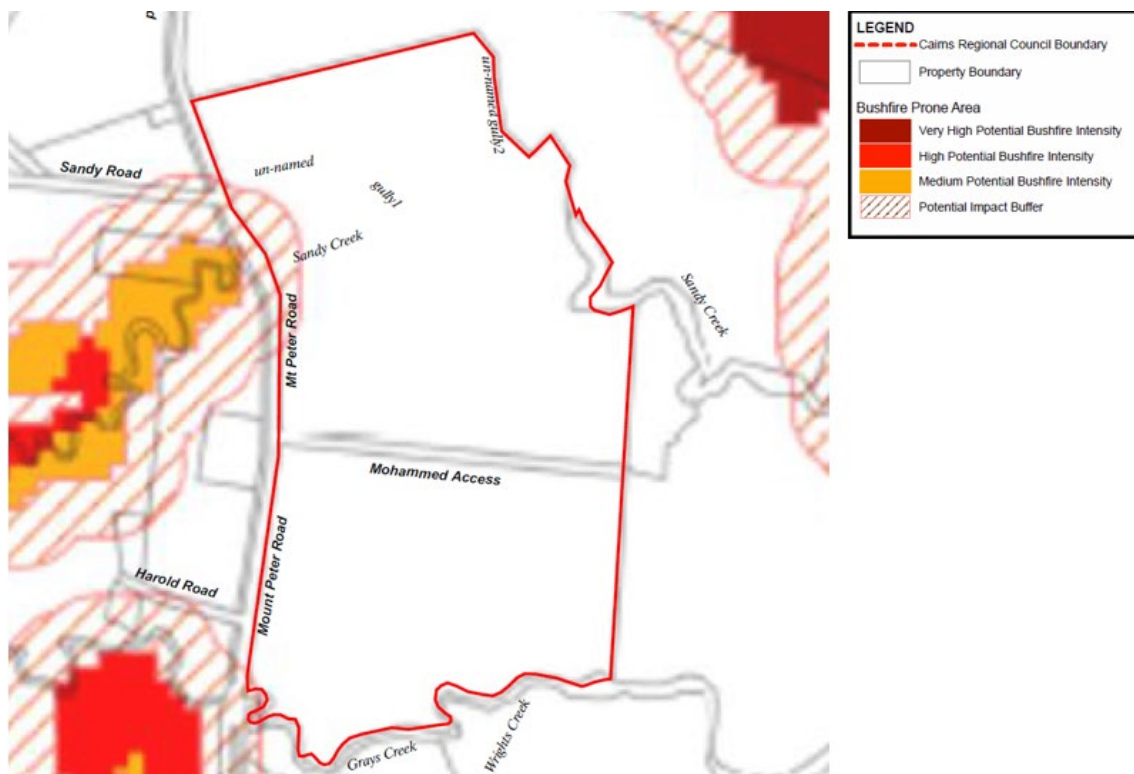 Sandy Road
un-named
gully1
un-named gully2
Sandy Creek
Mt Peter Road
Sandy Creek
Mohammed Access
Mount Peter Road
Harold Road
Grays Creek
Wrights Creek
LEGEND
Cairns Regional Council Boundary
Property Boundary
Bushfire Prone Area
Very High Potential Bushfire Intensity
High Potential Bushfire Intensity
Medium Potential Bushfire Intensity
Potential Impact Buffer